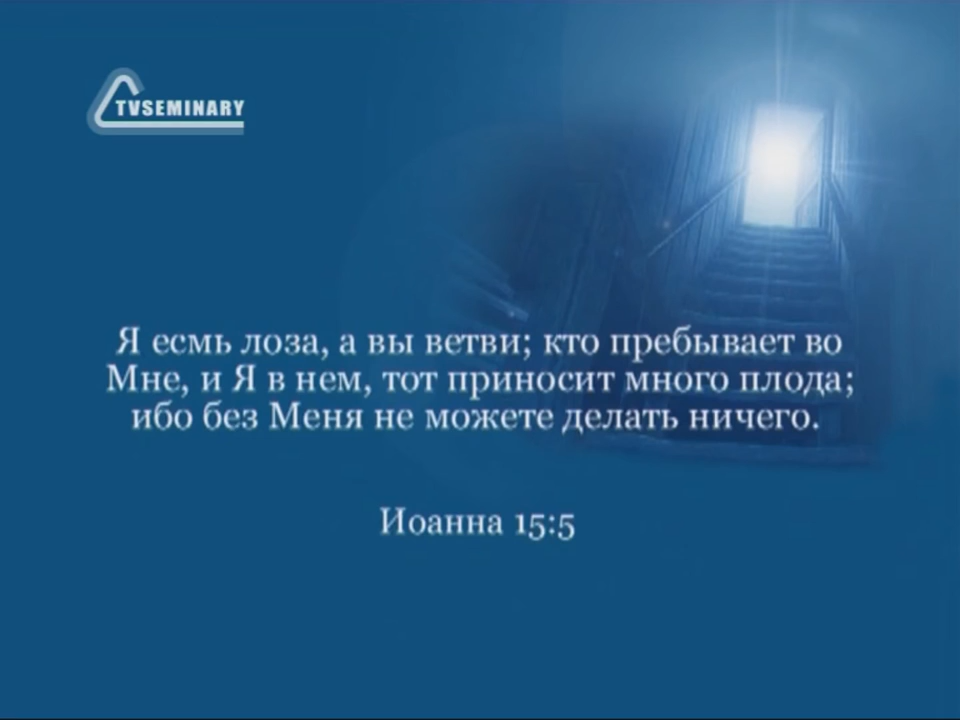 TVSEMINARY
Я есмь лоза, а вы ветви; кто пребывает во
Мне, и Я в нем, тот приносит много плода;
ибо без Меня не можете делать ничего.
Иоанна 15:5